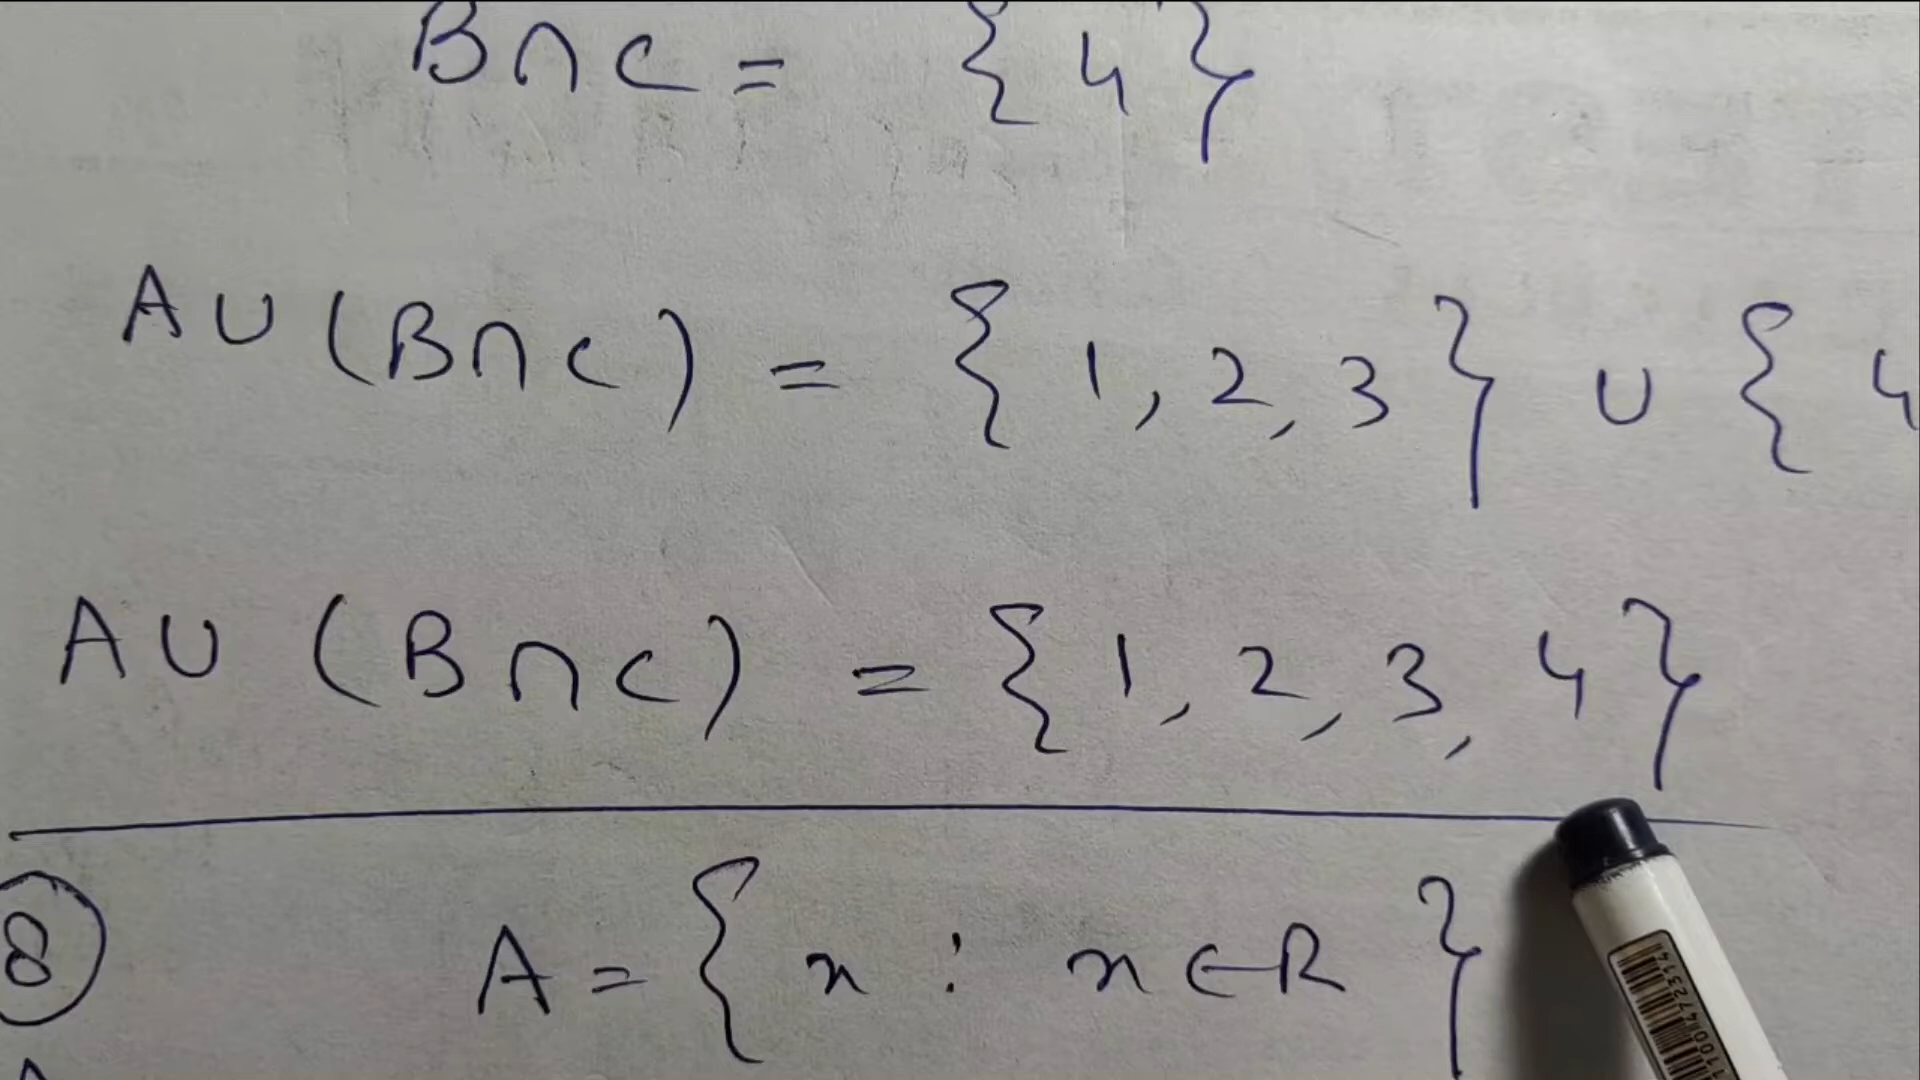 B∩C = {4}
A∪(B∩C) = {1, 2, 3} ∪ {4
A∪(B∩C) = {1, 2, 3, 4}
⑧ A = {x : x∈R}